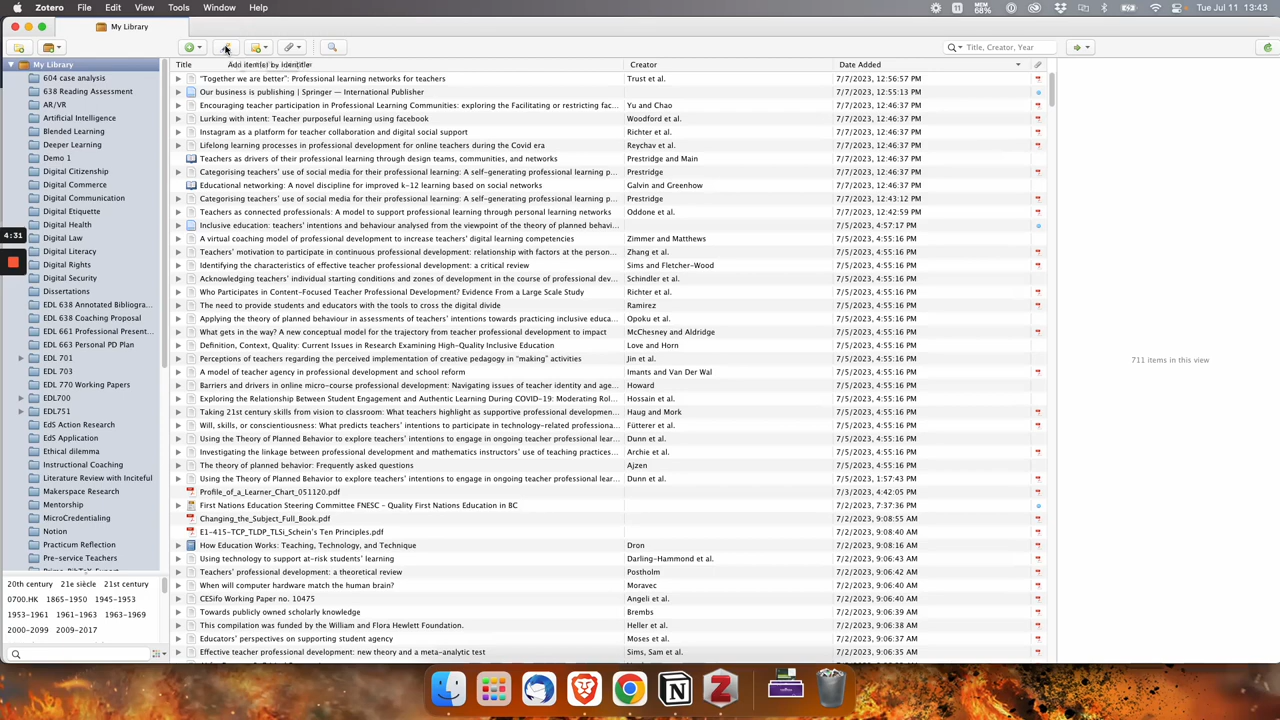 Zotero File Edit View Tools Window Help 66% Tue Jul 11 13:43
My Library
Title, Creator, Year
Add item(s) by identifier
My Library
604 case analysis
638 Reading Assessment
AR/VR
Artificial Intelligence
Blended Learning
Deeper Learning
Demo 1
Digital Citizenship
Digital Commerce
Digital Communication
Digital Etiquette
Digital Health
Digital Law
Digital Literacy
Digital Rights
Digital Security
Dissertations
EDL 638 Annotated Bibliogra...
EDL 638 Coaching Proposal
EDL 661 Professional Present...
EDL 663 Personal PD Plan
EDL 701
EDL 703
EDL 770 Working Papers
EDL700
EDL751
EdS Action Research
EdS Application
Ethical dilemma
Instructional Coaching
Literature Review with Inciteful
Makerspace Research
Mentorship
MicroCredentialing
Notion
Practicum Reflection
Pre-service Teachers
4:31
20th century 21e siècle 21st century
0700.HK 1865-1950 1945-1953
1953-1961 1961-1963 1963-1969
2000-2099 2009-2017
Title Creator Date Added
"Together we are better": Professional learning networks for teachers Trust et al. 7/7/2023, 12:56:57 PM
Our business is publishing | Springer — International Publisher 7/7/2023, 12:55:13 PM
Encouraging teacher participation in Professional Learning Communities: exploring the Facilitating or restricting fac... Yu and Chao 7/7/2023, 12:46:37 PM
Lurking with intent: Teacher purposeful learning using facebook Woodford et al. 7/7/2023, 12:46:37 PM
Instagram as a platform for teacher collaboration and digital social support Richter et al. 7/7/2023, 12:46:37 PM
Lifelong learning processes in professional development for online teachers during the Covid era Reychav et al. 7/7/2023, 12:46:37 PM
Teachers as drivers of their professional learning through design teams, communities, and networks Prestridge and Main 7/7/2023, 12:46:37 PM
Categorising teachers' use of social media for their professional learning: A self-generating professional learning p... Prestridge 7/7/2023, 12:46:37 PM
Educational networking: A novel discipline for improved k-12 learning based on social networks Galvin and Greenhow 7/7/2023, 12:46:37 PM
Categorising teachers' use of social media for their professional learning: A self-generating professional learning p... Prestridge 7/7/2023, 12:43:12 PM
Teachers as connected professionals: A model to support professional learning through personal learning networks Oddone et al. 7/7/2023, 12:42:59 PM
Inclusive education: teachers' intentions and behaviour analysed from the viewpoint of the theory of planned behavi... 7/5/2023, 4:57:17 PM
A virtual coaching model of professional development to increase teachers' digital learning competencies Zimmer and Matthews 7/5/2023, 4:55:16 PM
Teachers' motivation to participate in continuous professional development: relationship with factors at the person... Zhang et al. 7/5/2023, 4:55:16 PM
Identifying the characteristics of effective teacher professional development: a critical review Sims and Fletcher-Wood 7/5/2023, 4:55:16 PM
Acknowledging teachers' individual starting conditions and zones of development in the course of professional dev... Schindler et al. 7/5/2023, 4:55:16 PM
Who Participates in Content-Focused Teacher Professional Development? Evidence From a Large Scale Study Richter et al. 7/5/2023, 4:55:16 PM
The need to provide students and educators with the tools to cross the digital divide Ramirez 7/5/2023, 4:55:16 PM
Applying the theory of planned behaviour in assessments of teachers' intentions towards practicing inclusive educa... Opoku et al. 7/5/2023, 4:55:16 PM
What gets in the way? A new conceptual model for the trajectory from teacher professional development to impact McChesney and Aldridge 7/5/2023, 4:55:16 PM
Definition, Context, Quality: Current Issues in Research Examining High-Quality Inclusive Education Love and Horn 7/5/2023, 4:55:16 PM
Perceptions of teachers regarding the perceived implementation of creative pedagogy in "making" activities Jin et al. 7/5/2023, 4:55:16 PM
A model of teacher agency in professional development and school reform Imants and Van Der Wal 7/5/2023, 4:55:16 PM
Barriers and drivers in online micro-course professional development: Navigating issues of teacher identity and age... Howard 7/5/2023, 4:55:16 PM
Exploring the Relationship Between Student Engagement and Authentic Learning During COVID-19: Moderating Rol... Hossain et al. 7/5/2023, 4:55:16 PM
Taking 21st century skills from vision to classroom: What teachers highlight as supportive professional developmen... Haug and Mork 7/5/2023, 4:55:16 PM
Will, skills, or conscientiousness: What predicts teachers' intentions to participate in technology-related professiona... Fütterer et al. 7/5/2023, 4:55:16 PM
Using the Theory of Planned Behavior to explore teachers' intentions to engage in ongoing teacher professional lear... Dunn et al. 7/5/2023, 4:55:16 PM
Investigating the linkage between professional development and mathematics instructors' use of teaching practices... Archie et al. 7/5/2023, 4:55:16 PM
The theory of planned behavior: Frequently asked questions Ajzen 7/5/2023, 4:55:16 PM
Using the Theory of Planned Behavior to explore teachers' intentions to engage in ongoing teacher professional lear... Dunn et al. 7/5/2023, 1:57:43 PM
Profile_of_a_Learner_Chart_051120.pdf 7/3/2023, 4:42:05 PM
First Nations Education Steering Committee FNESC – Quality First Nations Education in BC 7/2/2023, 7:37:36 PM
Changing_the_Subject_Full_Book.pdf 7/2/2023, 9:08:55 AM
E1-415-TCP_TLDP_TLSi_Schein's Ten Principles.pdf 7/2/2023, 9:08:40 AM
How Education Works: Teaching, Technology, and Technique Dron 7/2/2023, 9:08:16 AM
Using technology to support at-risk students' learning Darling-Hammond et al. 7/2/2023, 9:06:43 AM
Teachers' professional development: a theoretical review Postholm 7/2/2023, 9:06:42 AM
When will computer hardware match the human brain? Moravec 7/2/2023, 9:06:40 AM
CESifo Working Paper no. 10475 Angeli et al. 7/2/2023, 9:06:40 AM
Towards publicly owned scholarly knowledge Brembs 7/2/2023, 9:06:39 AM
This compilation was funded by the William and Flora Hewlett Foundation. Heller et al. 7/2/2023, 9:06:38 AM
Educators' perspectives on supporting student agency Moses et al. 7/2/2023, 9:06:37 AM
Effective teacher professional development: new theory and a meta-analytic test Sims, Sam et al. 7/2/2023, 9:06:35 AM
711 items in this view